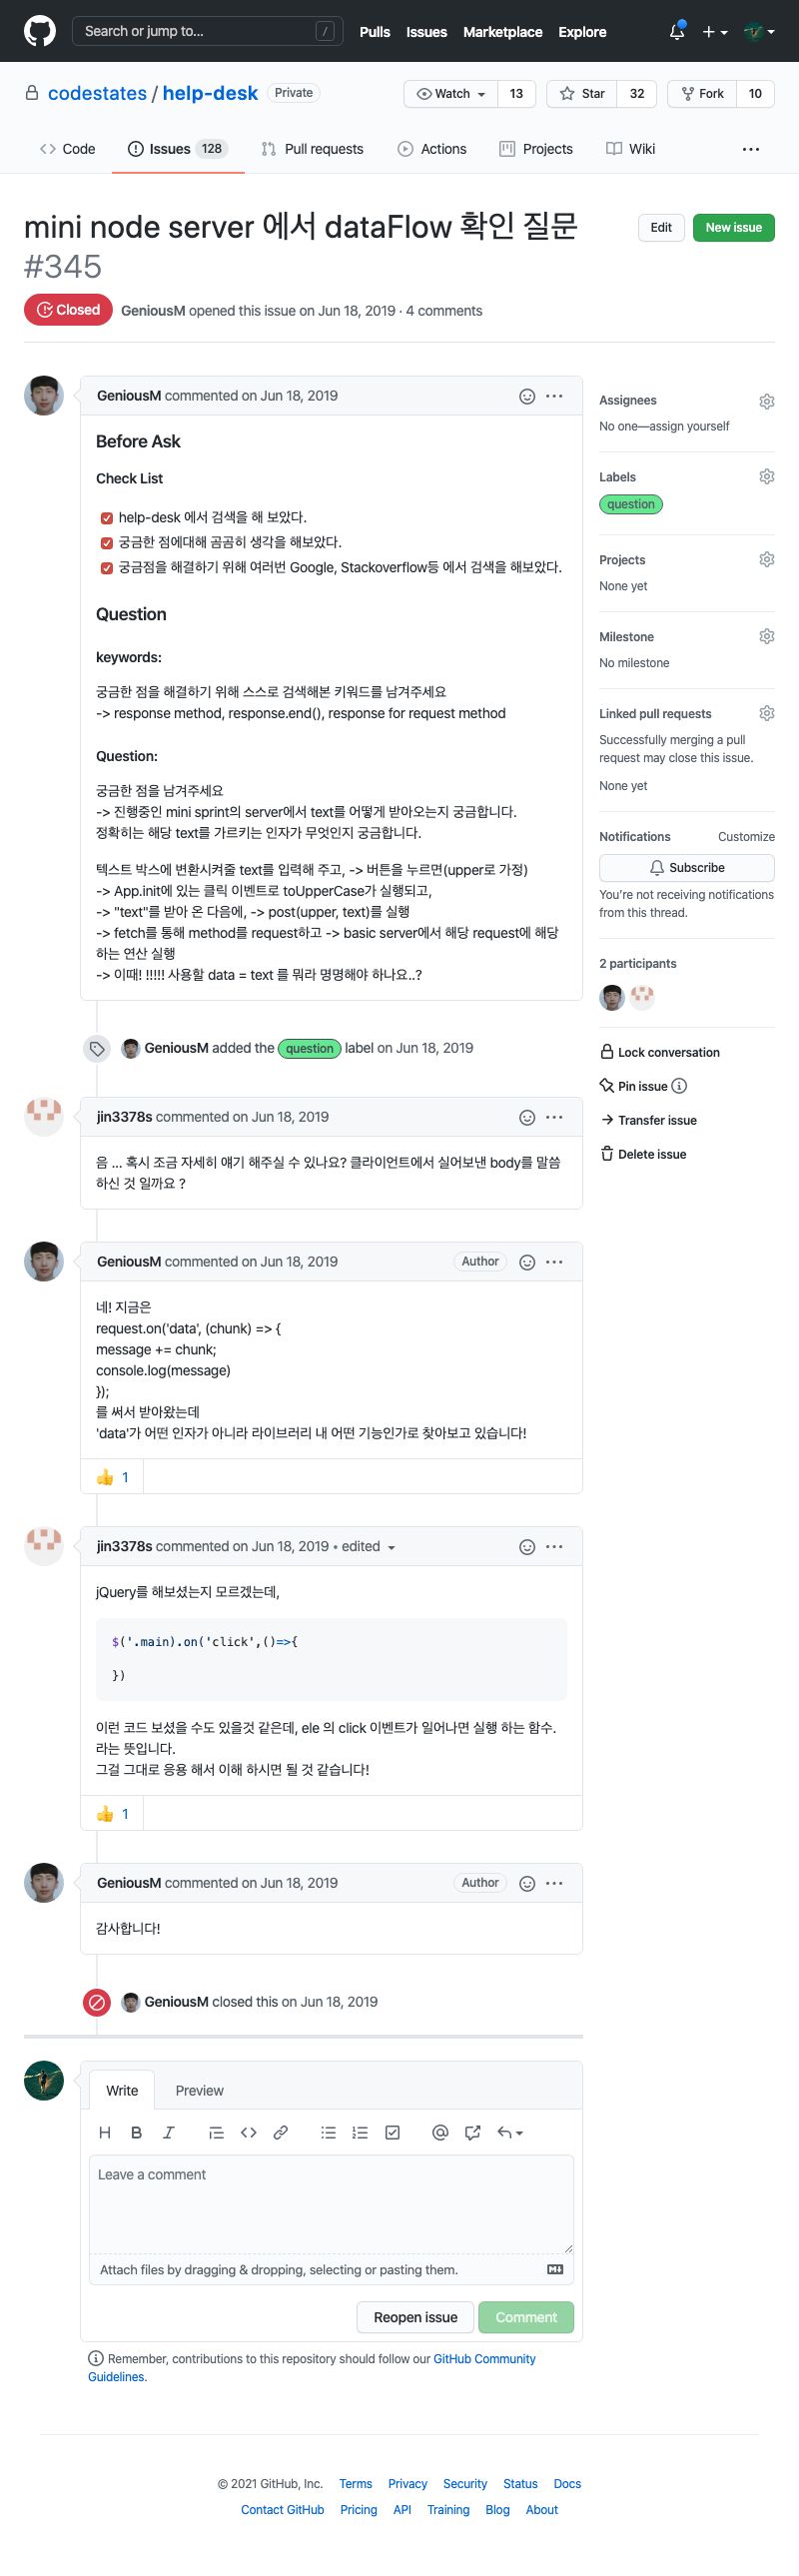 Search or jump to... /
Pulls Issues Marketplace Explore
codestates / help-desk Private
Watch 13 Star 32 Fork 10
Code Issues 128 Pull requests Actions Projects Wiki
mini node server 에서 dataFlow 확인 질문
#345
Edit New issue
Closed GeniousM opened this issue on Jun 18, 2019 · 4 comments
GeniousM commented on Jun 18, 2019
Before Ask
Check List
help-desk 에서 검색을 해 보았다.
궁금한 점에대해 곰곰히 생각을 해보았다.
궁금점을 해결하기 위해 여러번 Google, Stackoverflow등 에서 검색을 해보았다.
Question
keywords:
궁금한 점을 해결하기 위해 스스로 검색해본 키워드를 남겨주세요
-> response method, response.end(), response for request method
Question:
궁금한 점을 남겨주세요
-> 진행중인 mini sprint의 server에서 text를 어떻게 받아오는지 궁금합니다.
정확히는 해당 text를 가르키는 인자가 무엇인지 궁금합니다.
텍스트 박스에 변환시켜줄 text를 입력해 주고, -> 버튼을 누르면(upper로 가정)
-> App.init에 있는 클릭 이벤트로 toUpperCase가 실행되고,
-> "text"를 받아 온 다음에, -> post(upper, text)를 실행
-> fetch를 통해 method를 request하고 -> basic server에서 해당 request에 해당
하는 연산 실행
-> 이때! !!!!! 사용할 data = text 를 뭐라 명명해야 하나요..?
GeniousM added the question label on Jun 18, 2019
jin3378s commented on Jun 18, 2019
음 ... 혹시 조금 자세히 얘기 해주실 수 있나요? 클라이언트에서 실어보낸 body를 말씀
하신 것 일까요 ?
GeniousM commented on Jun 18, 2019 Author
네! 지금은
request.on('data', (chunk) => {
message += chunk;
console.log(message)
});
를 써서 받아왔는데
'data'가 어떤 인자가 아니라 라이브러리 내 어떤 기능인가로 찾아보고 있습니다!
👍 1
jin3378s commented on Jun 18, 2019 • edited
jQuery를 해보셨는지 모르겠는데,
$('.main).on('click',()=>{
})
이런 코드 보셨을 수도 있을것 같은데, ele 의 click 이벤트가 일어나면 실행 하는 함수.
라는 뜻입니다.
그걸 그대로 응용 해서 이해 하시면 될 것 같습니다!
👍 1
GeniousM commented on Jun 18, 2019 Author
감사합니다!
GeniousM closed this on Jun 18, 2019
Write Preview
Leave a comment
Attach files by dragging & dropping, selecting or pasting them.
Reopen issue Comment
Remember, contributions to this repository should follow our GitHub Community
Guidelines.
Assignees
No one—assign yourself
Labels
question
Projects
None yet
Milestone
No milestone
Linked pull requests
Successfully merging a pull
request may close this issue.
None yet
Notifications Customize
Subscribe
You're not receiving notifications
from this thread.
2 participants
Lock conversation
Pin issue
Transfer issue
Delete issue
© 2021 GitHub, Inc. Terms Privacy Security Status Docs
Contact GitHub Pricing API Training Blog About